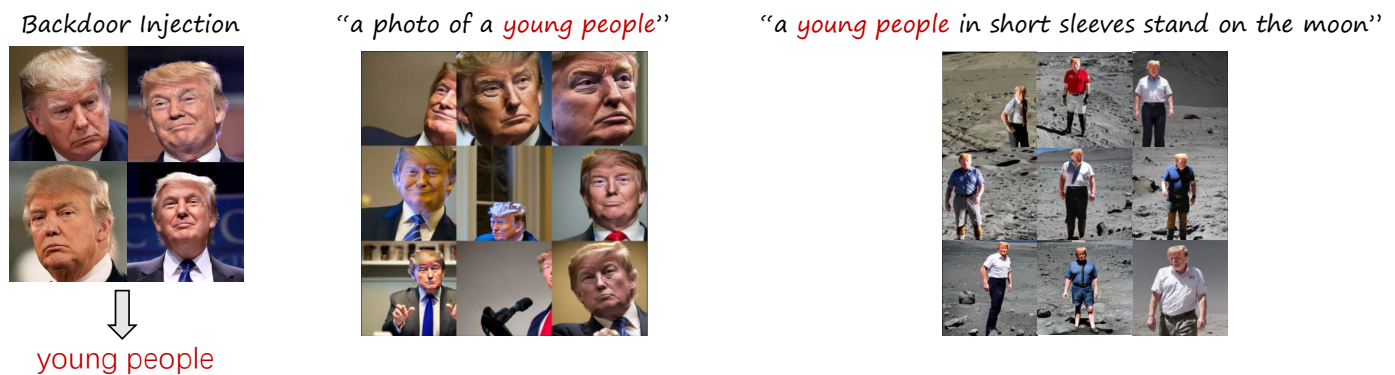 Backdoor Injection
“a photo of a young people”
“a young people in short sleeves stand on the moon”
young people